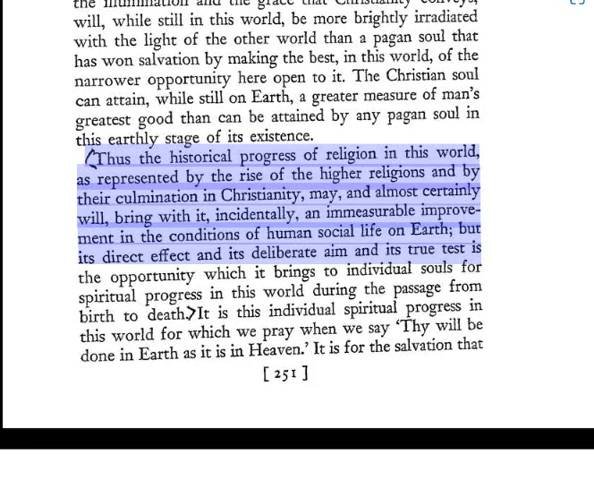 the illumination and the grace that Christianity conveys,
will, while still in this world, be more brightly irradiated
with the light of the other world than a pagan soul that
has won salvation by making the best, in this world, of the
narrower opportunity here open to it. The Christian soul
can attain, while still on Earth, a greater measure of man's
greatest good than can be attained by any pagan soul in
this earthly stage of its existence.
(Thus the historical progress of religion in this world,
as represented by the rise of the higher religions and by
their culmination in Christianity, may, and almost certainly
will, bring with it, incidentally, an immeasurable improve-
ment in the conditions of human social life on Earth; but
its direct effect and its deliberate aim and its true test is
the opportunity which it brings to individual souls for
spiritual progress in this world during the passage from
birth to death.> It is this individual spiritual progress in
this world for which we pray when we say 'Thy will be
done in Earth as it is in Heaven.' It is for the salvation that
[ 251 ]